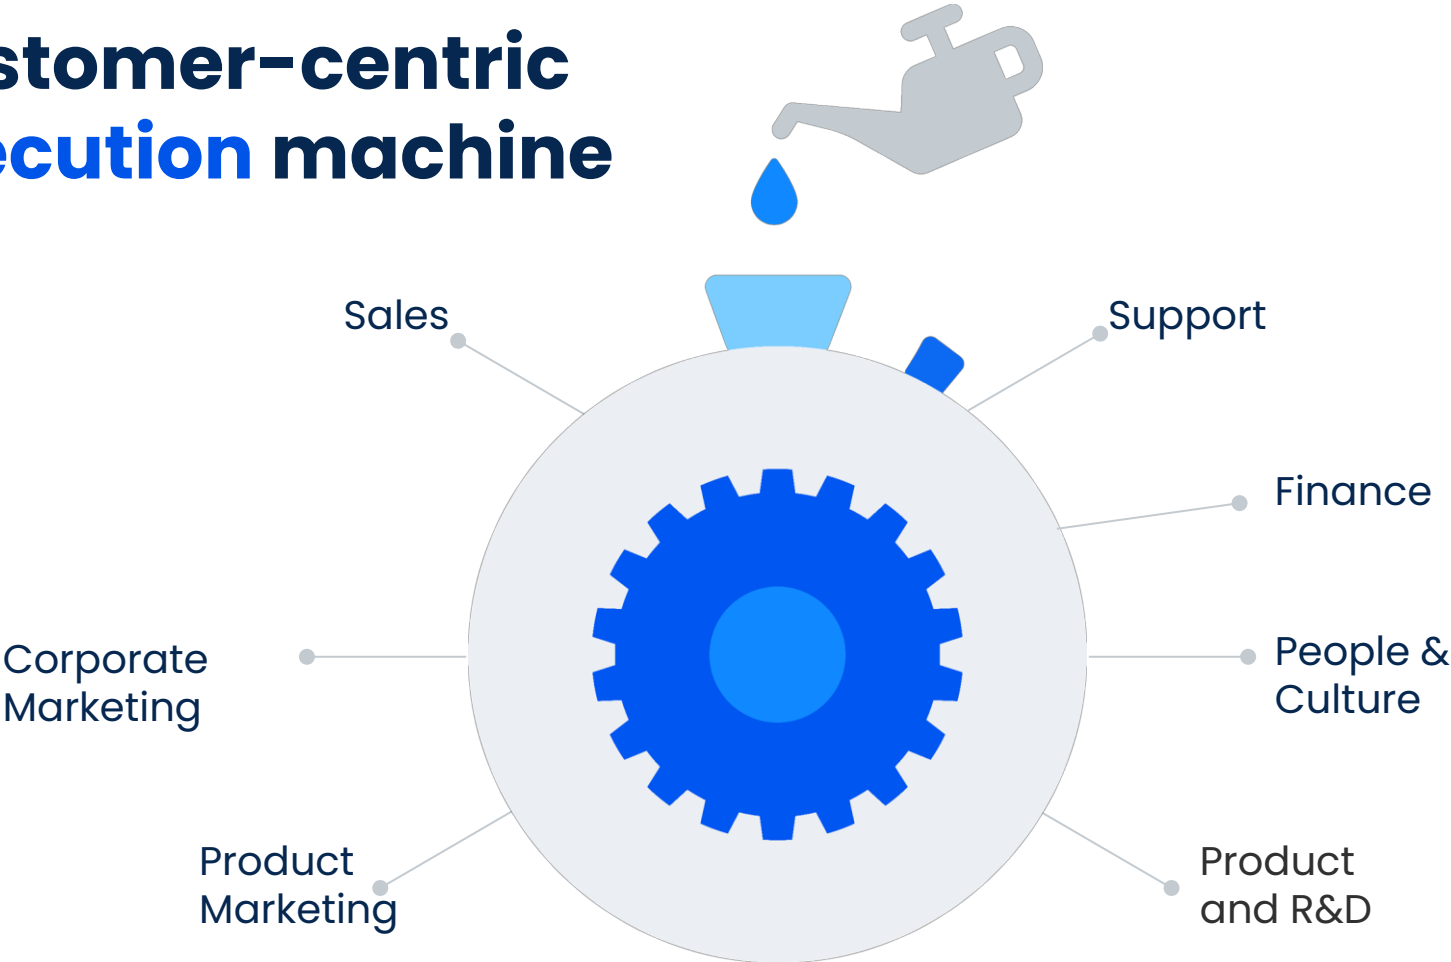 stomer-centric
ecution machine
Sales
Support
Finance
Corporate
Marketing
People &
Culture
Product
Marketing
Product
and R&D